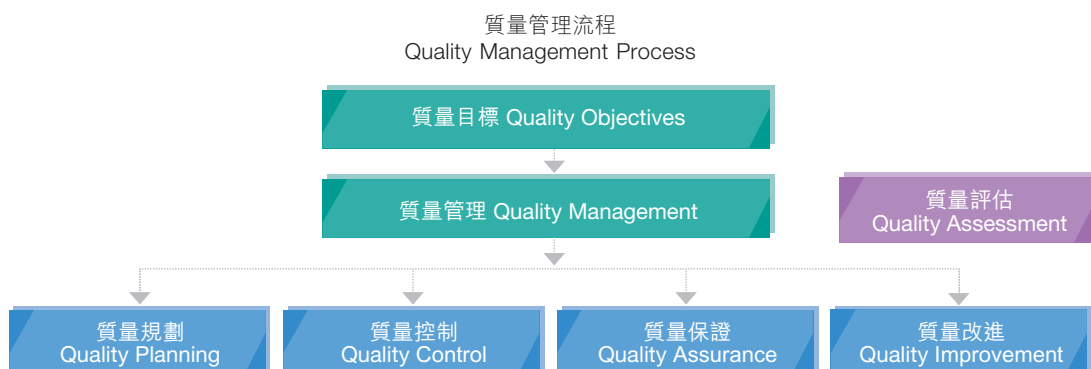 質量管理流程
Quality Management Process
質量目標 Quality Objectives
質量管理 Quality Management
質量評估
Quality Assessment
質量規劃
Quality Planning
質量控制
Quality Control
質量保證
Quality Assurance
質量改進
Quality Improvement